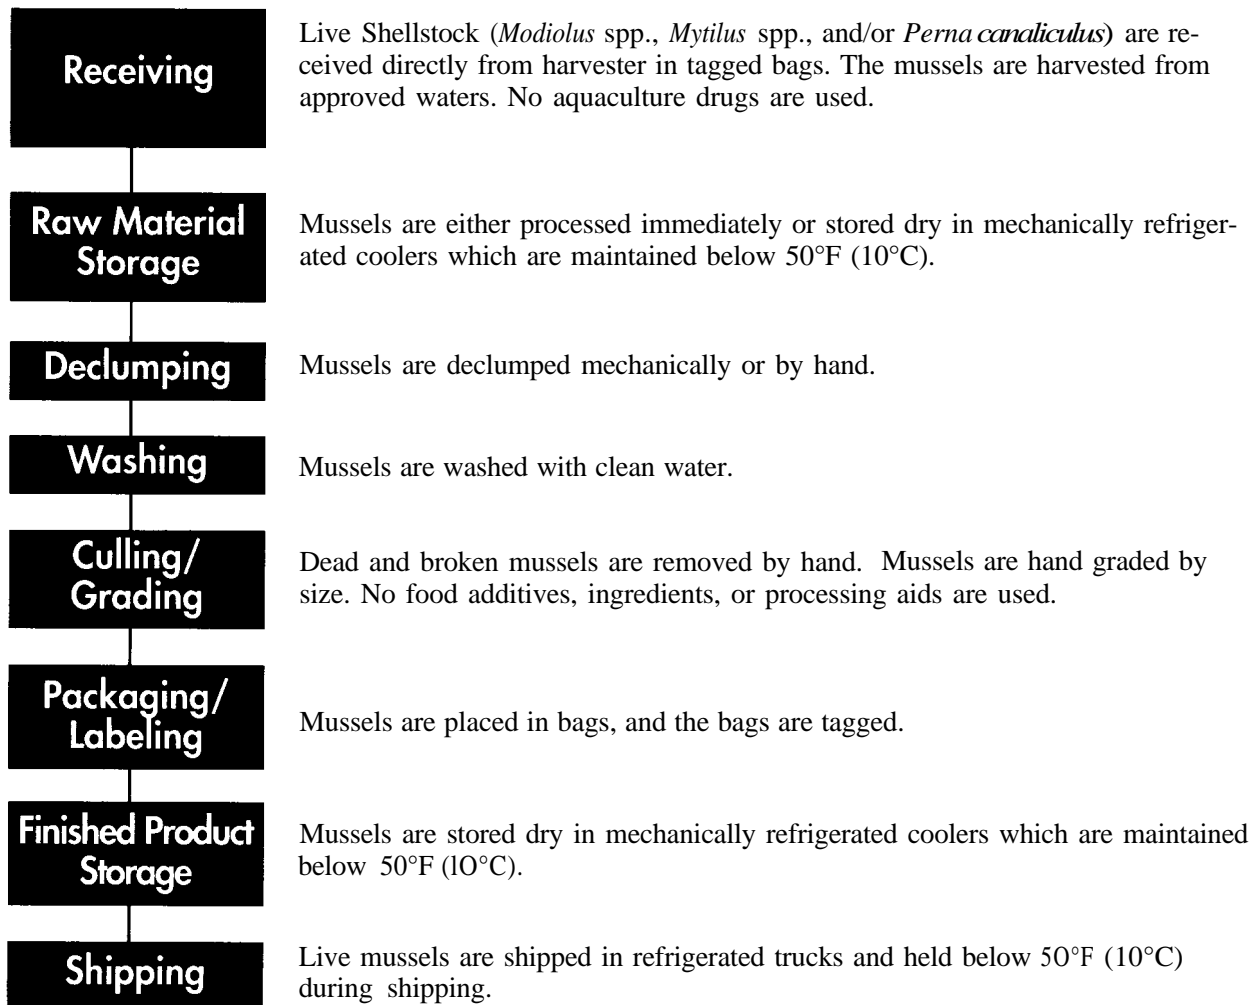 Receiving
Live Shellstock (Modiolus spp., Mytilus spp., and/or Perna canaliculus) are re-
ceived directly from harvester in tagged bags. The mussels are harvested from
approved waters. No aquaculture drugs are used.
Raw Material
Storage
Mussels are either processed immediately or stored dry in mechanically refriger-
ated coolers which are maintained below 50°F (10°C).
Declumping
Mussels are declumped mechanically or by hand.
Washing
Mussels are washed with clean water.
Culling/
Grading
Dead and broken mussels are removed by hand. Mussels are hand graded by
size. No food additives, ingredients, or processing aids are used.
Packaging/
Labeling
Mussels are placed in bags, and the bags are tagged.
Finished Product
Storage
Mussels are stored dry in mechanically refrigerated coolers which are maintained
below 50°F (lO°C).
Shipping
Live mussels are shipped in refrigerated trucks and held below 5O°F (10°C)
during shipping.